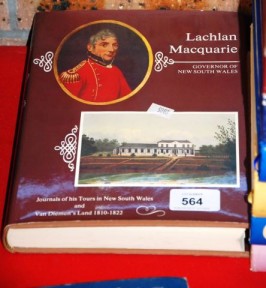 Lachlan
Macquarie
GOVERNOR OF
NEW SOUTH WALES
Journals of his Tours in New South Wales
and
Van Diemen's Land 1810-1822
564